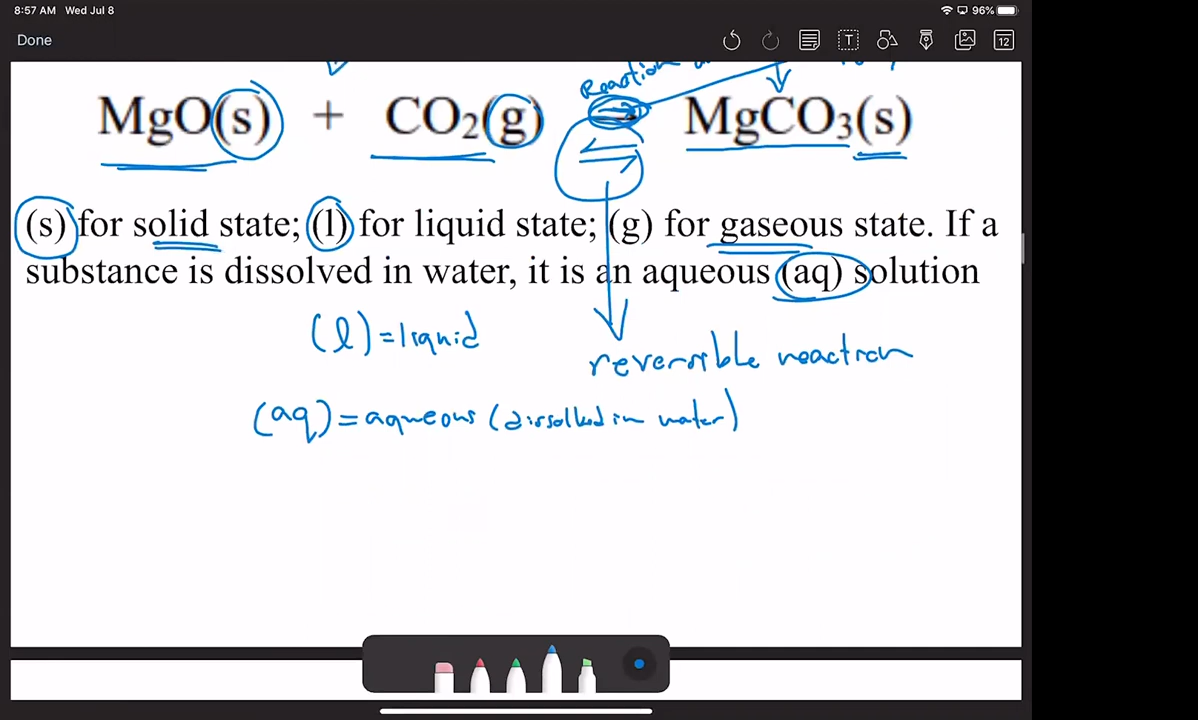 8:57 AM Wed Jul 8
96%
Done
T
12
Reaction
MgO(s) + CO2(g) → MgCO3(s)
(s) for solid state; (l) for liquid state; (g) for gaseous state. If a
substance is dissolved in water, it is an aqueous (aq) solution
(l) = liquid
reversible reaction
(aq) = aqueous (dissolved in water)